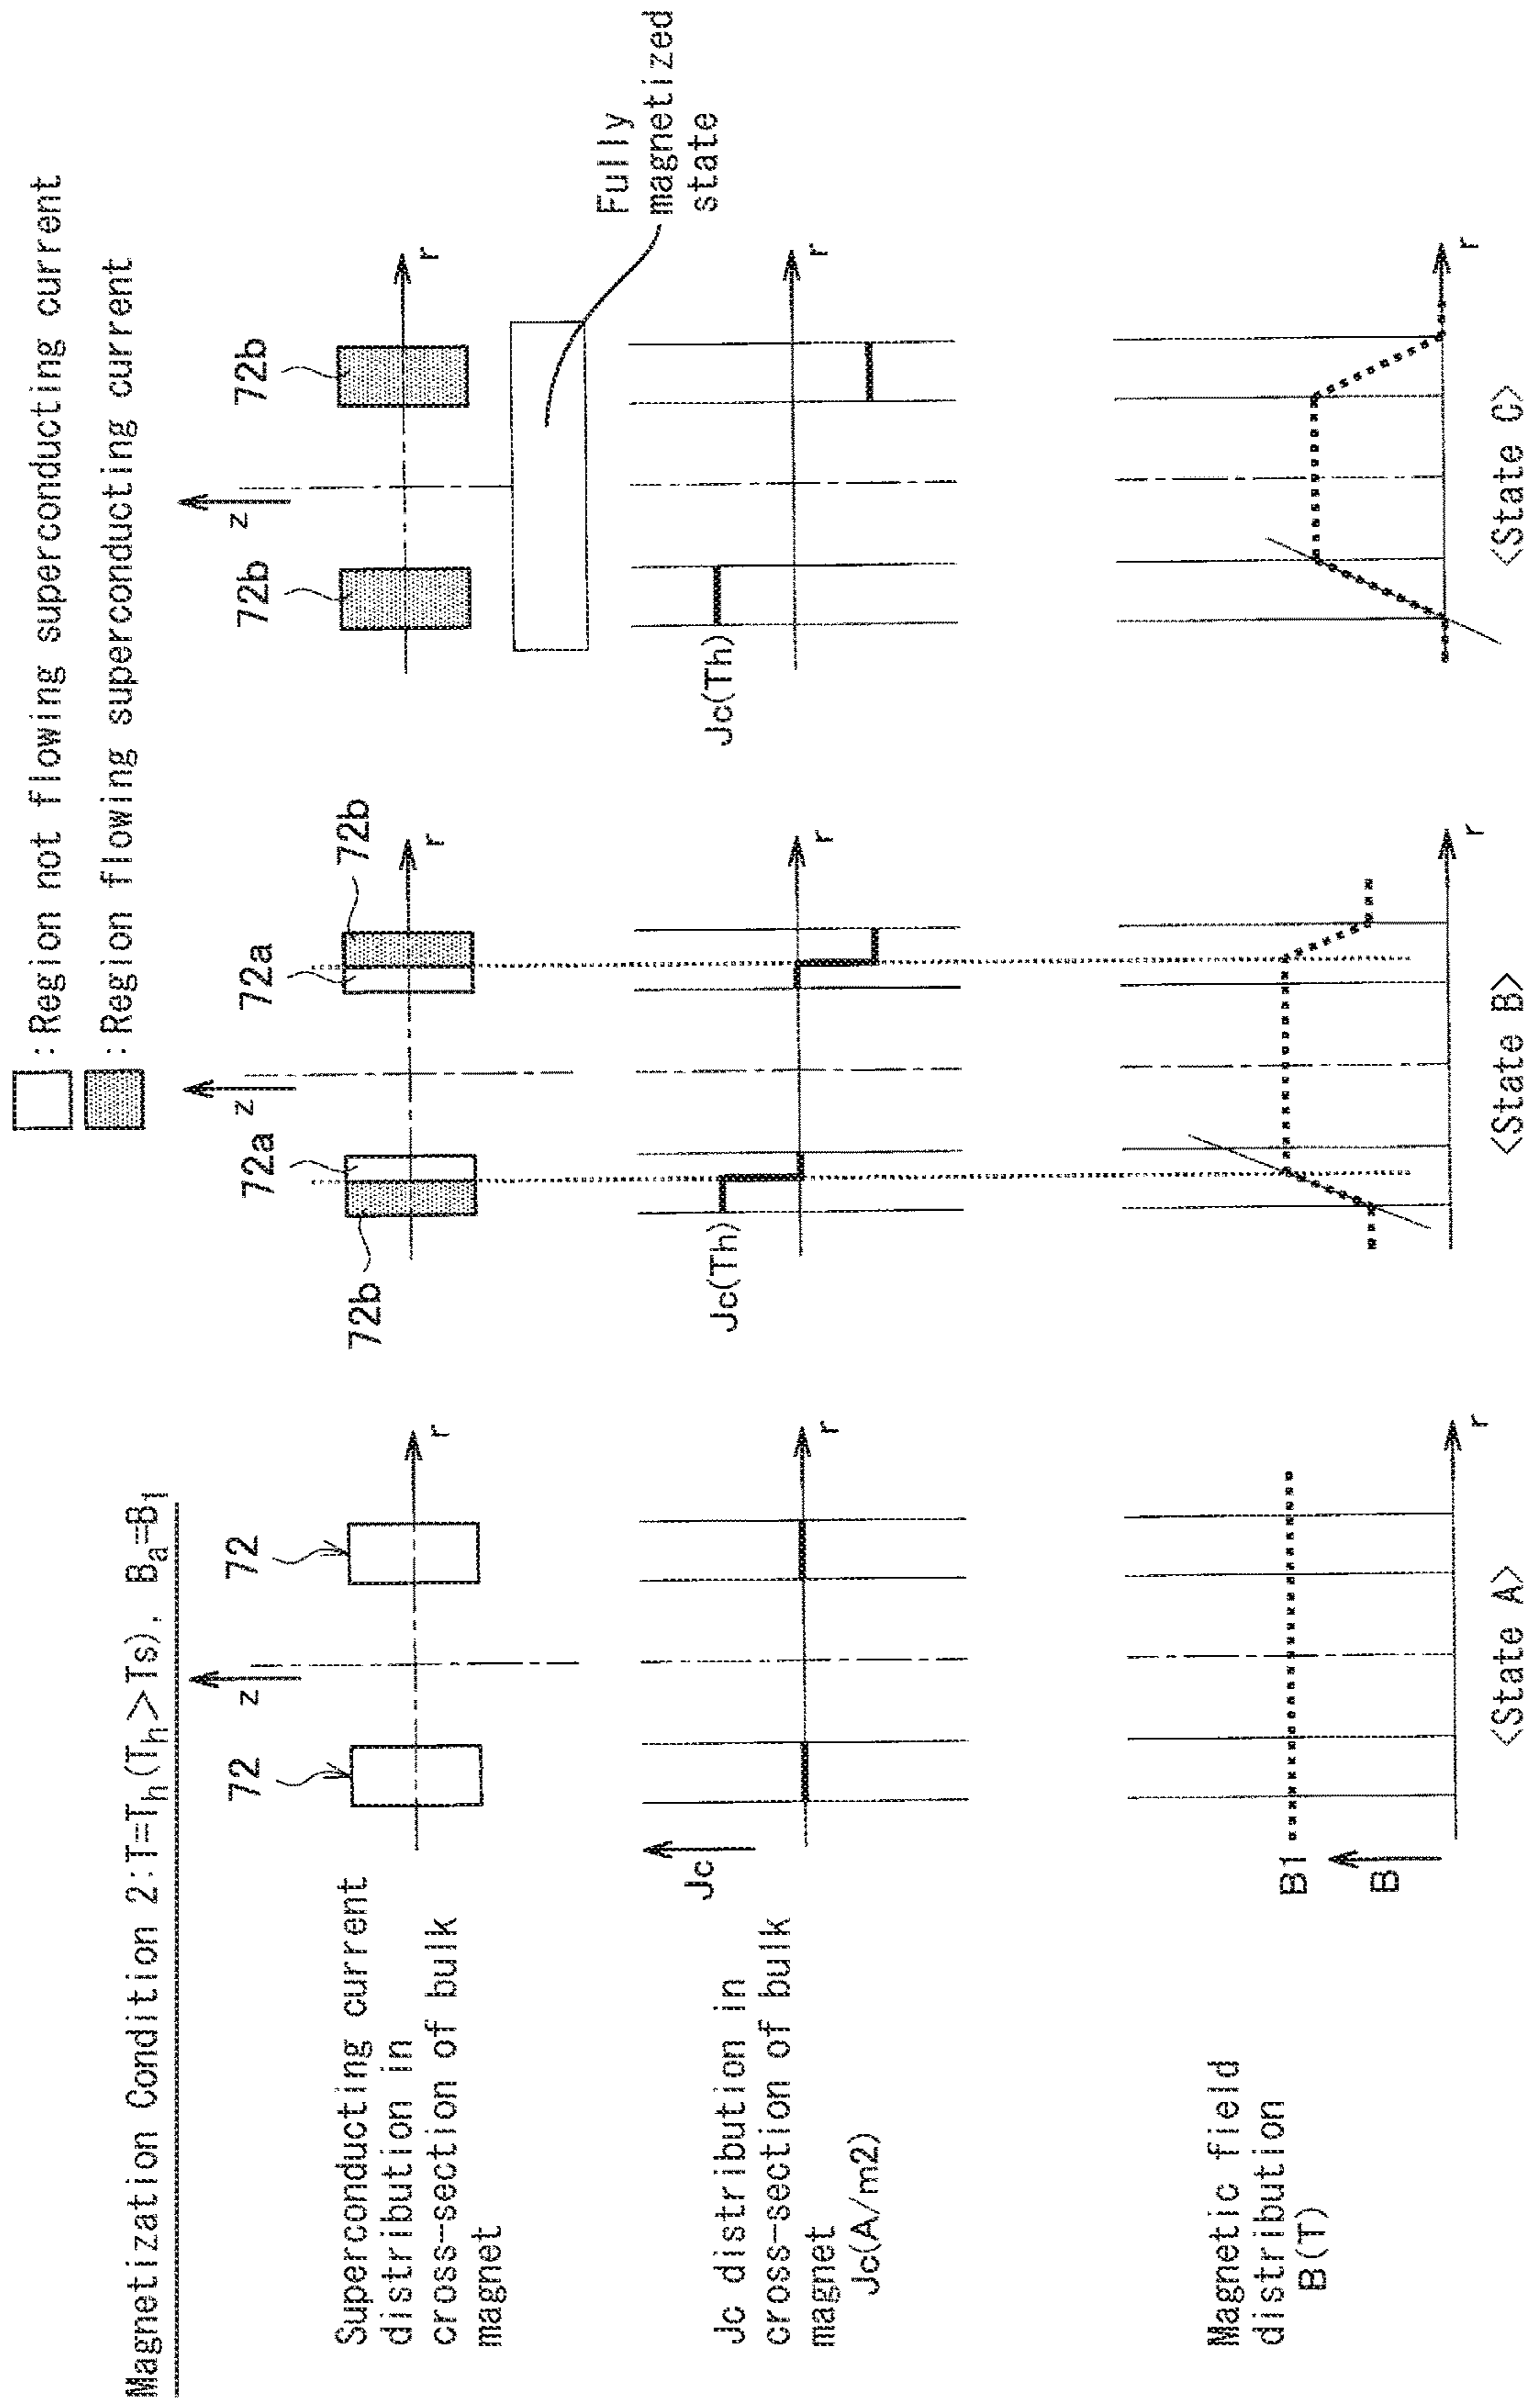 Magnetization Condition 2:T=Th(Th>Ts), Ba=B1
:Region not flowing superconducting current
:Region flowing superconducting current
Superconducting current
distribution in
cross-section of bulk
magnet
72
72
z
r
72b
72a
72a
72b
z
r
72b
72b
z
r
Fully
magnetized
state
Jc distribution in
cross-section of bulk
magnet
Jc(A/m2)
Jc
r
Jc(Th)
r
Jc(Th)
r
Magnetic field
distribution
B(T)
B1
B
r
r
r
<State A>
<State B>
<State C>